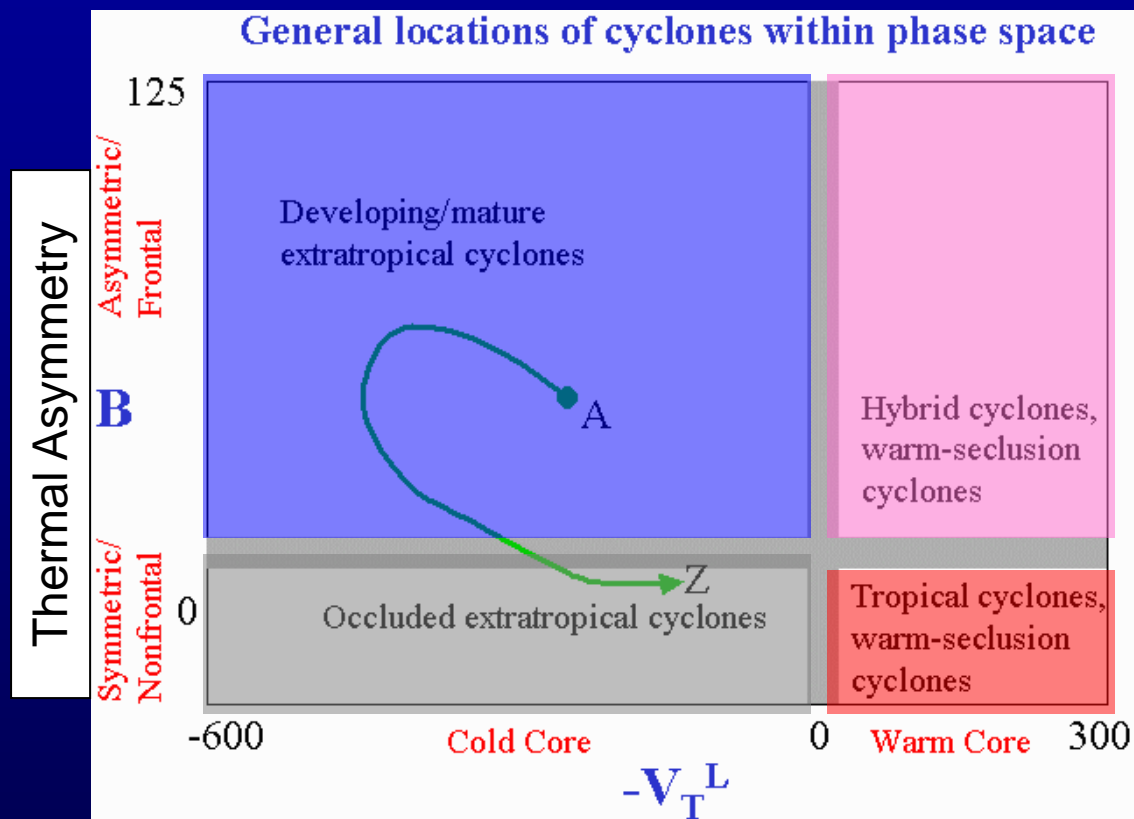 General locations of cyclones within phase space
125
Thermal Asymmetry
Asymmetric/
Frontal
B
Symmetric/
Nonfrontal
Developing/mature
extratropical cyclones
A
Hybrid cyclones,
warm-seclusion
cyclones
Z
0
Occluded extratropical cyclones
Tropical cyclones,
warm-seclusion
cyclones
-600
Cold Core
0
Warm Core
300
-V_T^L